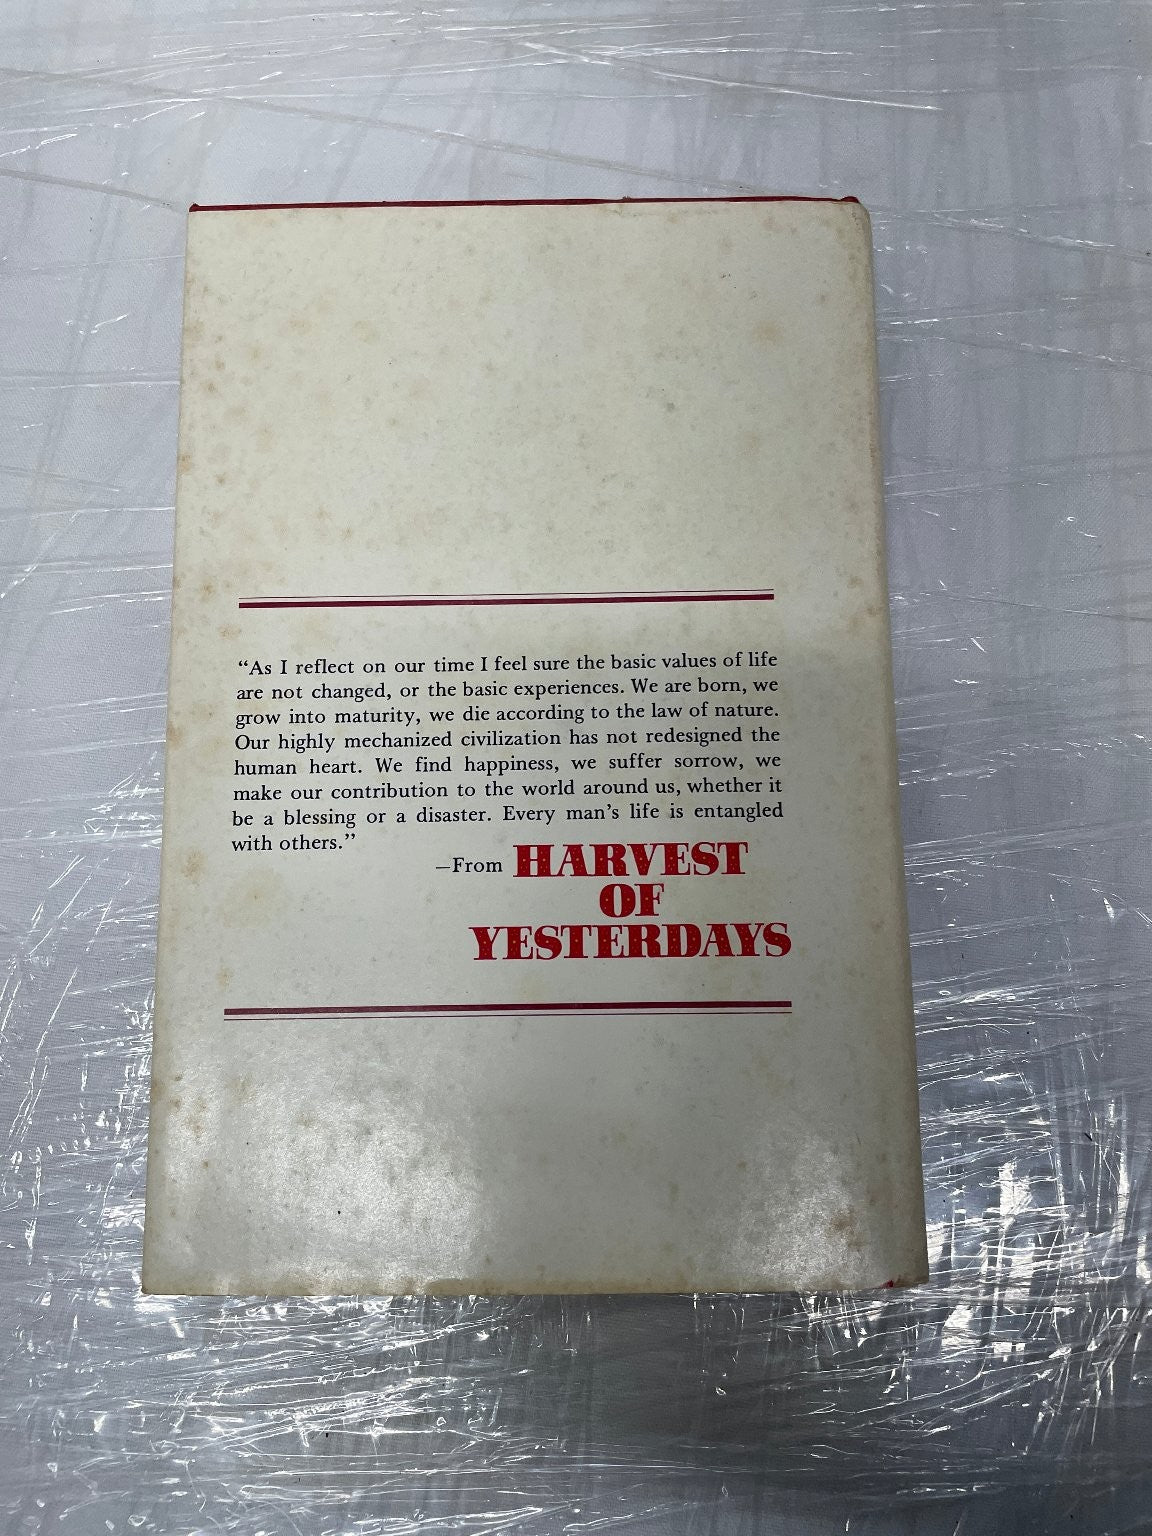 “As I reflect on our time I feel sure the basic values of life
are not changed, or the basic experiences. We are born, we
grow into maturity, we die according to the law of nature.
Our highly mechanized civilization has not redesigned the
human heart. We find happiness, we suffer sorrow, we
make our contribution to the world around us, whether it
be a blessing or a disaster. Every man’s life is entangled
with others.”
—From HARVEST
OF
YESTERDAYS